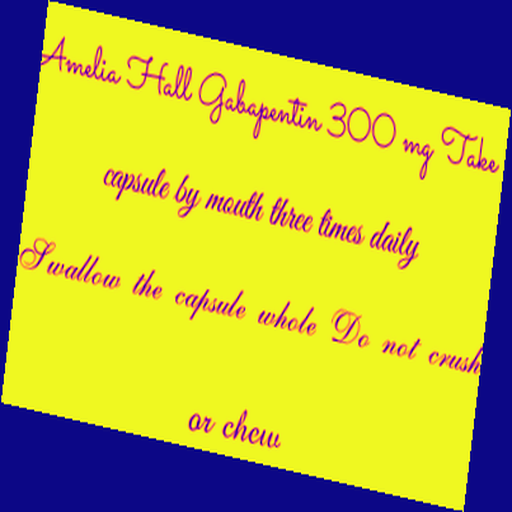 Amelia Hall Gabapentin 300 mg Take
capsule by mouth three times daily
Swallow the capsule whole Do not crush
or chew